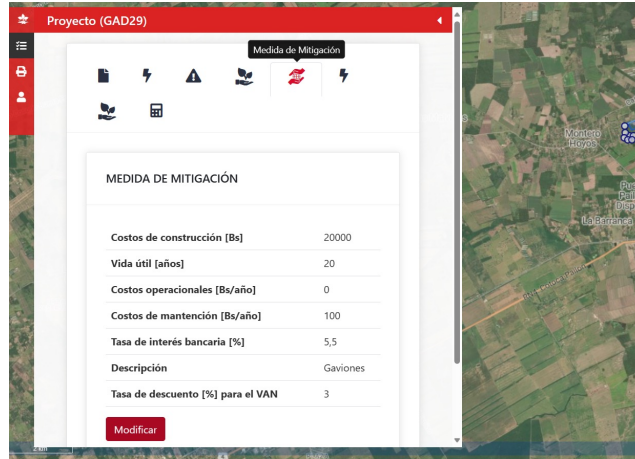 Proyecto (GAD29)
Medida de Mitigación
MEDIDA DE MITIGACIÓN
Costos de construcción [Bs] 20000
Vida útil [años] 20
Costos operacionales [Bs/año] 0
Costos de mantención [Bs/año] 100
Tasa de interés bancaria [%] 5,5
Descripción Gaviones
Tasa de descuento [%] para el VAN 3
Modificar
2 km
Montero
Hoyos
La Barranca